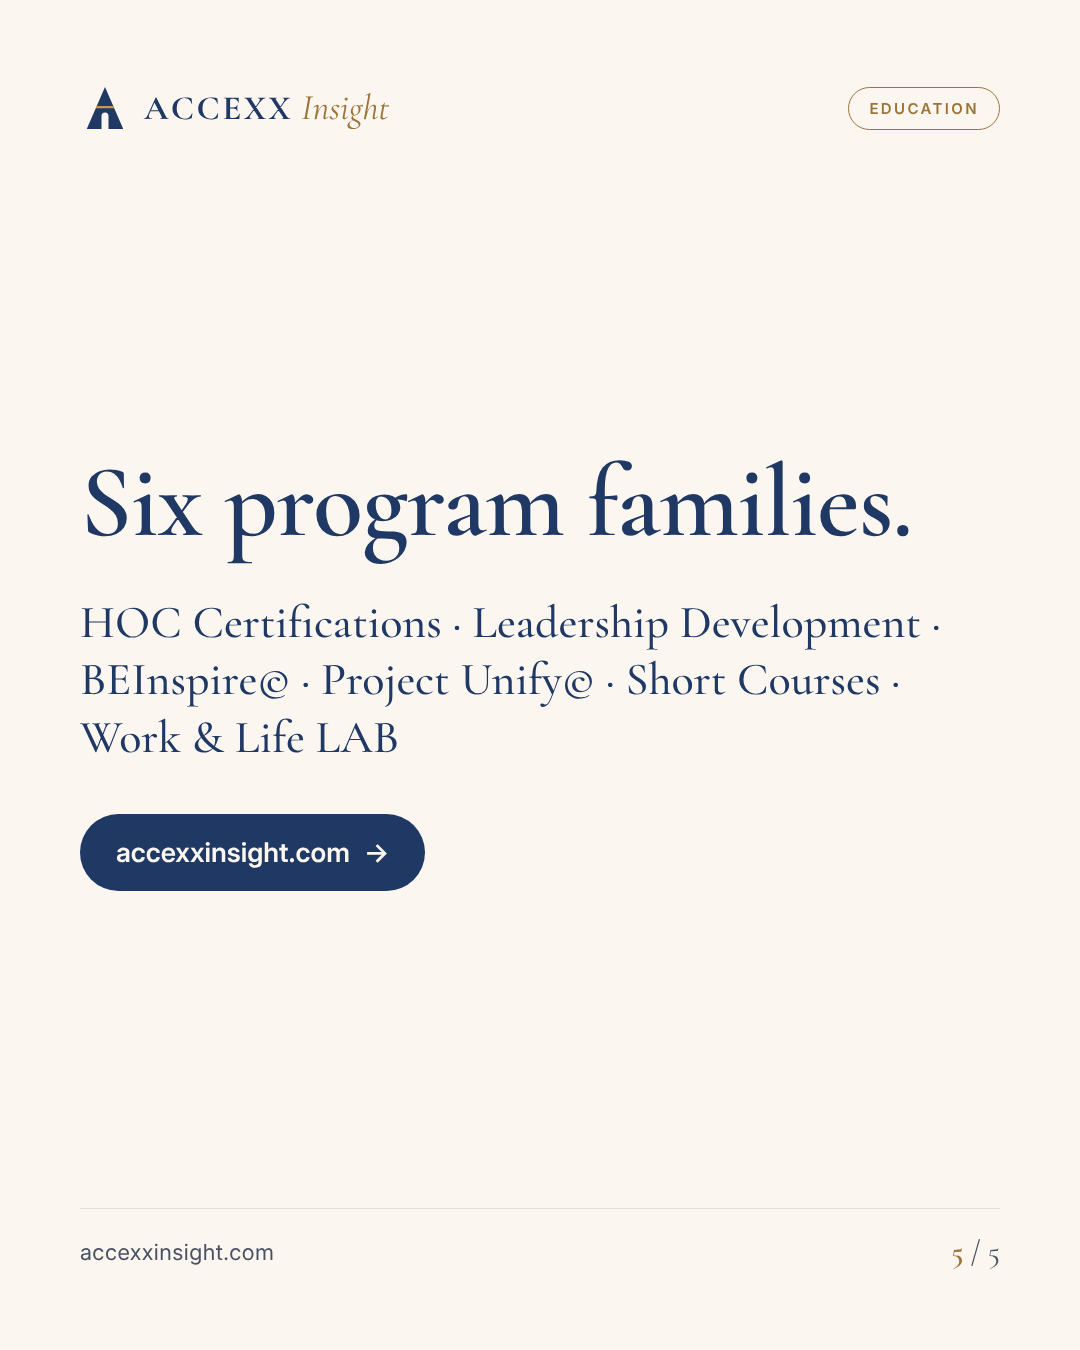 ACCEXX Insight
EDUCATION
Six program families.
HOC Certifications · Leadership Development ·
BEInspire© · Project Unify© · Short Courses ·
Work & Life LAB
accexxinsight.com →
accexxinsight.com
5 / 5